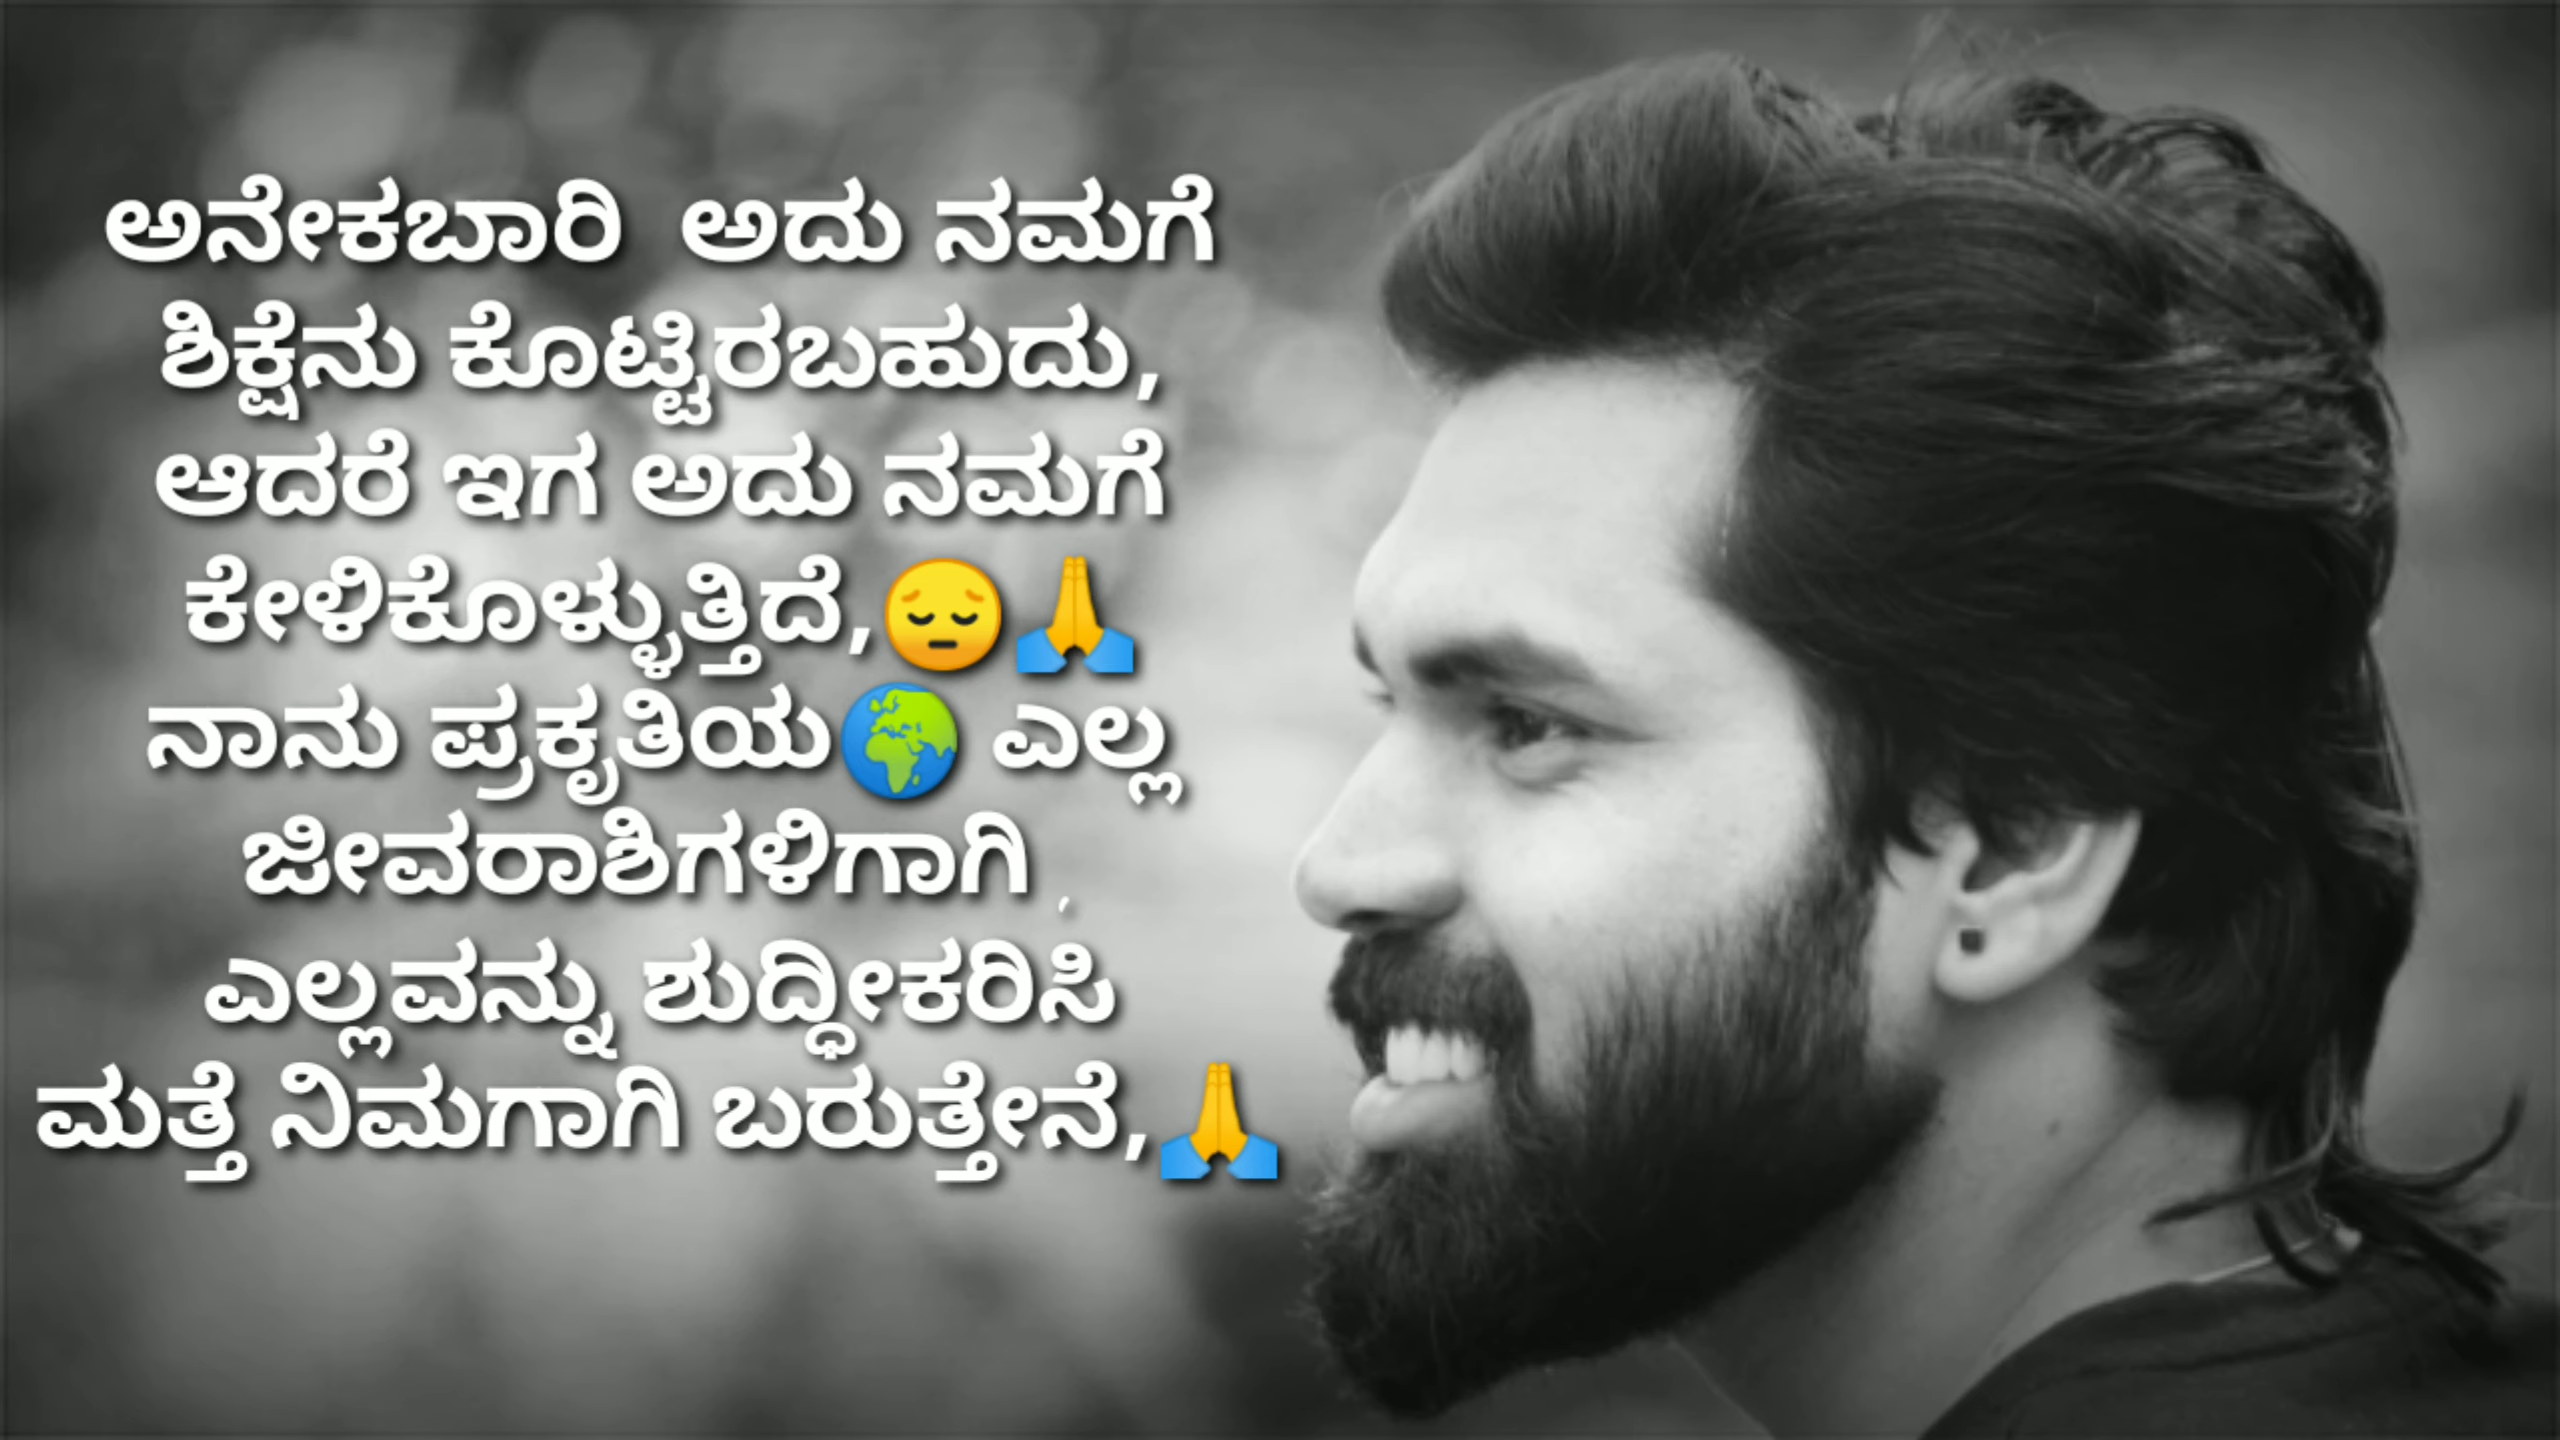 ಅನೇಕಬಾರಿ ಅದು ನಮಗೆ
ಶಿಕ್ಷೆನು ಕೊಟ್ಟಿರಬಹುದು,
ಆದರೆ ಇಗ ಅದು ನಮಗೆ
ಕೇಳಿಕೊಳ್ಳುತ್ತಿದೆ,😔🙏
ನಾನು ಪ್ರಕೃತಿಯ🌍 ಎಲ್ಲ
ಜೀವರಾಶಿಗಳಿಗಾಗಿ ,
ಎಲ್ಲವನ್ನು ಶುದ್ಧೀಕರಿಸಿ
ಮತ್ತೆ ನಿಮಗಾಗಿ ಬರುತ್ತೇನೆ,🙏